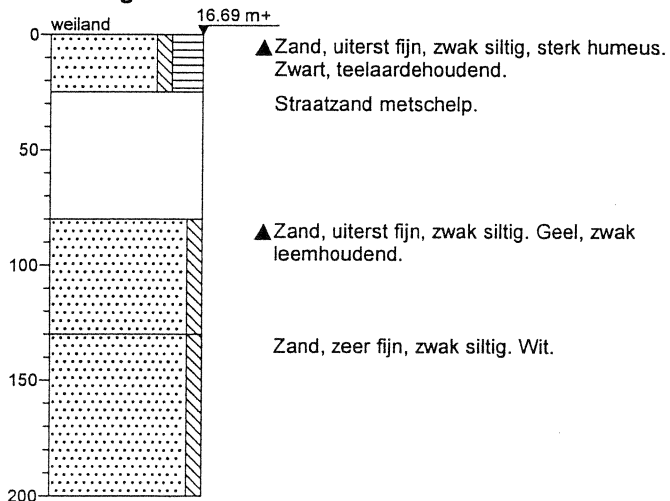 16.69 m+
weiland
0
▲Zand, uiterst fijn, zwak siltig, sterk humeus.
Zwart, teelaardehoudend.
Straatzand metschelp.
50
▲Zand, uiterst fijn, zwak siltig. Geel, zwak
leemhoudend.
100
Zand, zeer fijn, zwak siltig. Wit.
150
200